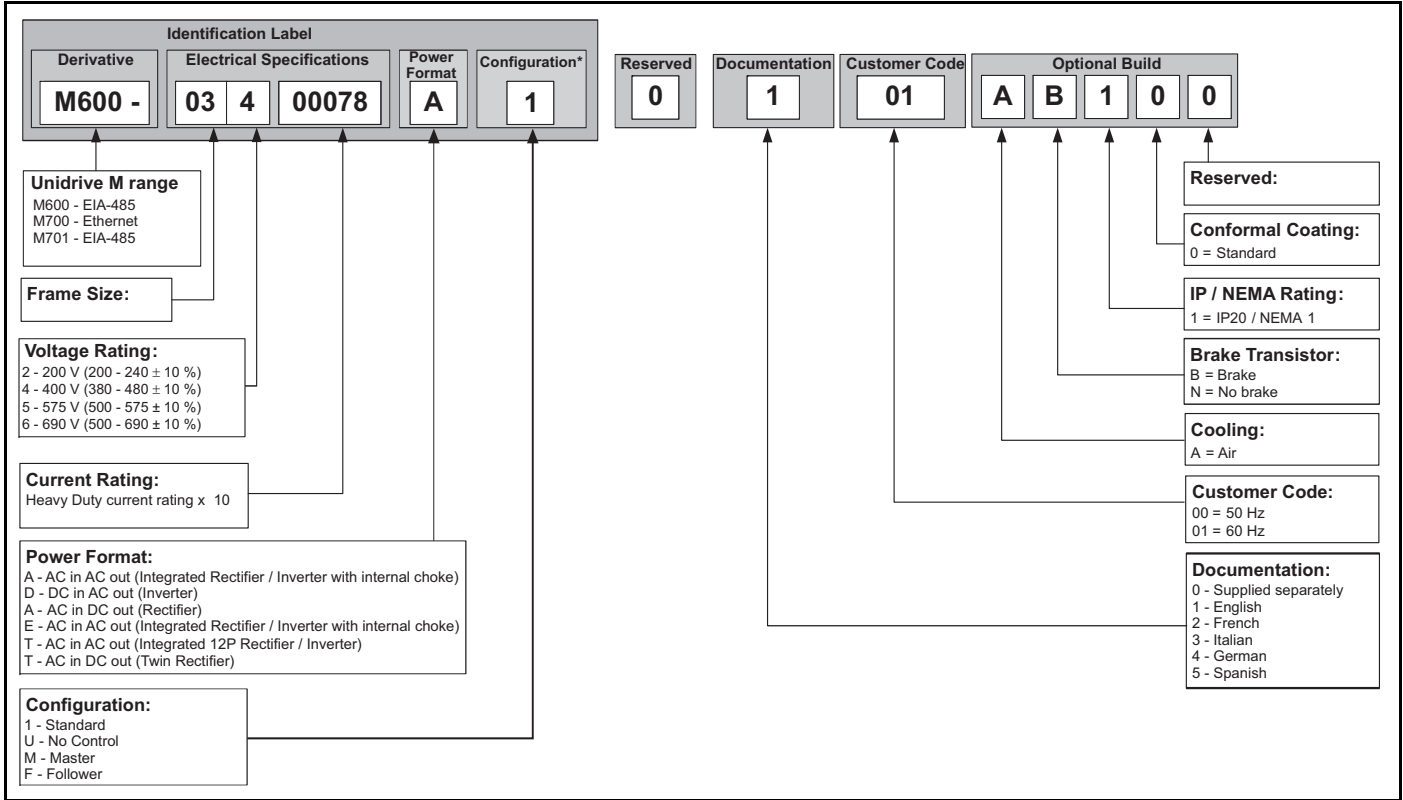 Identification Label
Derivative
Electrical Specifications
Power
Format
Configuration*
Reserved
Documentation
Customer Code
Optional Build
M600 -
03 4 00078
A
1
0
1
01
A B 1 0 0
Unidrive M range
M600 - EIA-485
M700 - Ethernet
M701 - EIA-485
Frame Size:
Voltage Rating:
2 - 200 V (200 - 240 ± 10 %)
4 - 400 V (380 - 480 ± 10 %)
5 - 575 V (500 - 575 ± 10 %)
6 - 690 V (500 - 690 ± 10 %)
Current Rating:
Heavy Duty current rating x 10
Power Format:
A - AC in AC out (Integrated Rectifier / Inverter with internal choke)
D - DC in AC out (Inverter)
A - AC in DC out (Rectifier)
E - AC in AC out (Integrated Rectifier / Inverter with internal choke)
T - AC in AC out (Integrated 12P Rectifier / Inverter)
T - AC in DC out (Twin Rectifier)
Configuration:
1 - Standard
U - No Control
M - Master
F - Follower
Reserved:
Conformal Coating:
0 = Standard
IP / NEMA Rating:
1 = IP20 / NEMA 1
Brake Transistor:
B = Brake
N = No brake
Cooling:
A = Air
Customer Code:
00 = 50 Hz
01 = 60 Hz
Documentation:
0 - Supplied separately
1 - English
2 - French
3 - Italian
4 - German
5 - Spanish